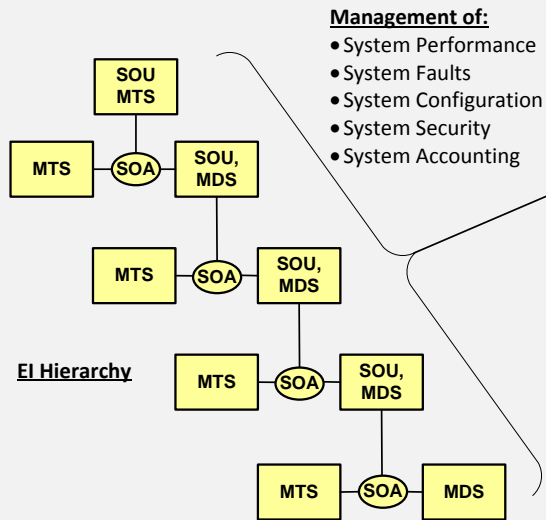 Management of:
• System Performance
• System Faults
• System Configuration
• System Security
• System Accounting
SOU
MTS
MTS
SOA
SOU,
MDS
MTS
SOA
SOU,
MDS
EI Hierarchy
MTS
SOA
SOU,
MDS
MTS
SOA
MDS